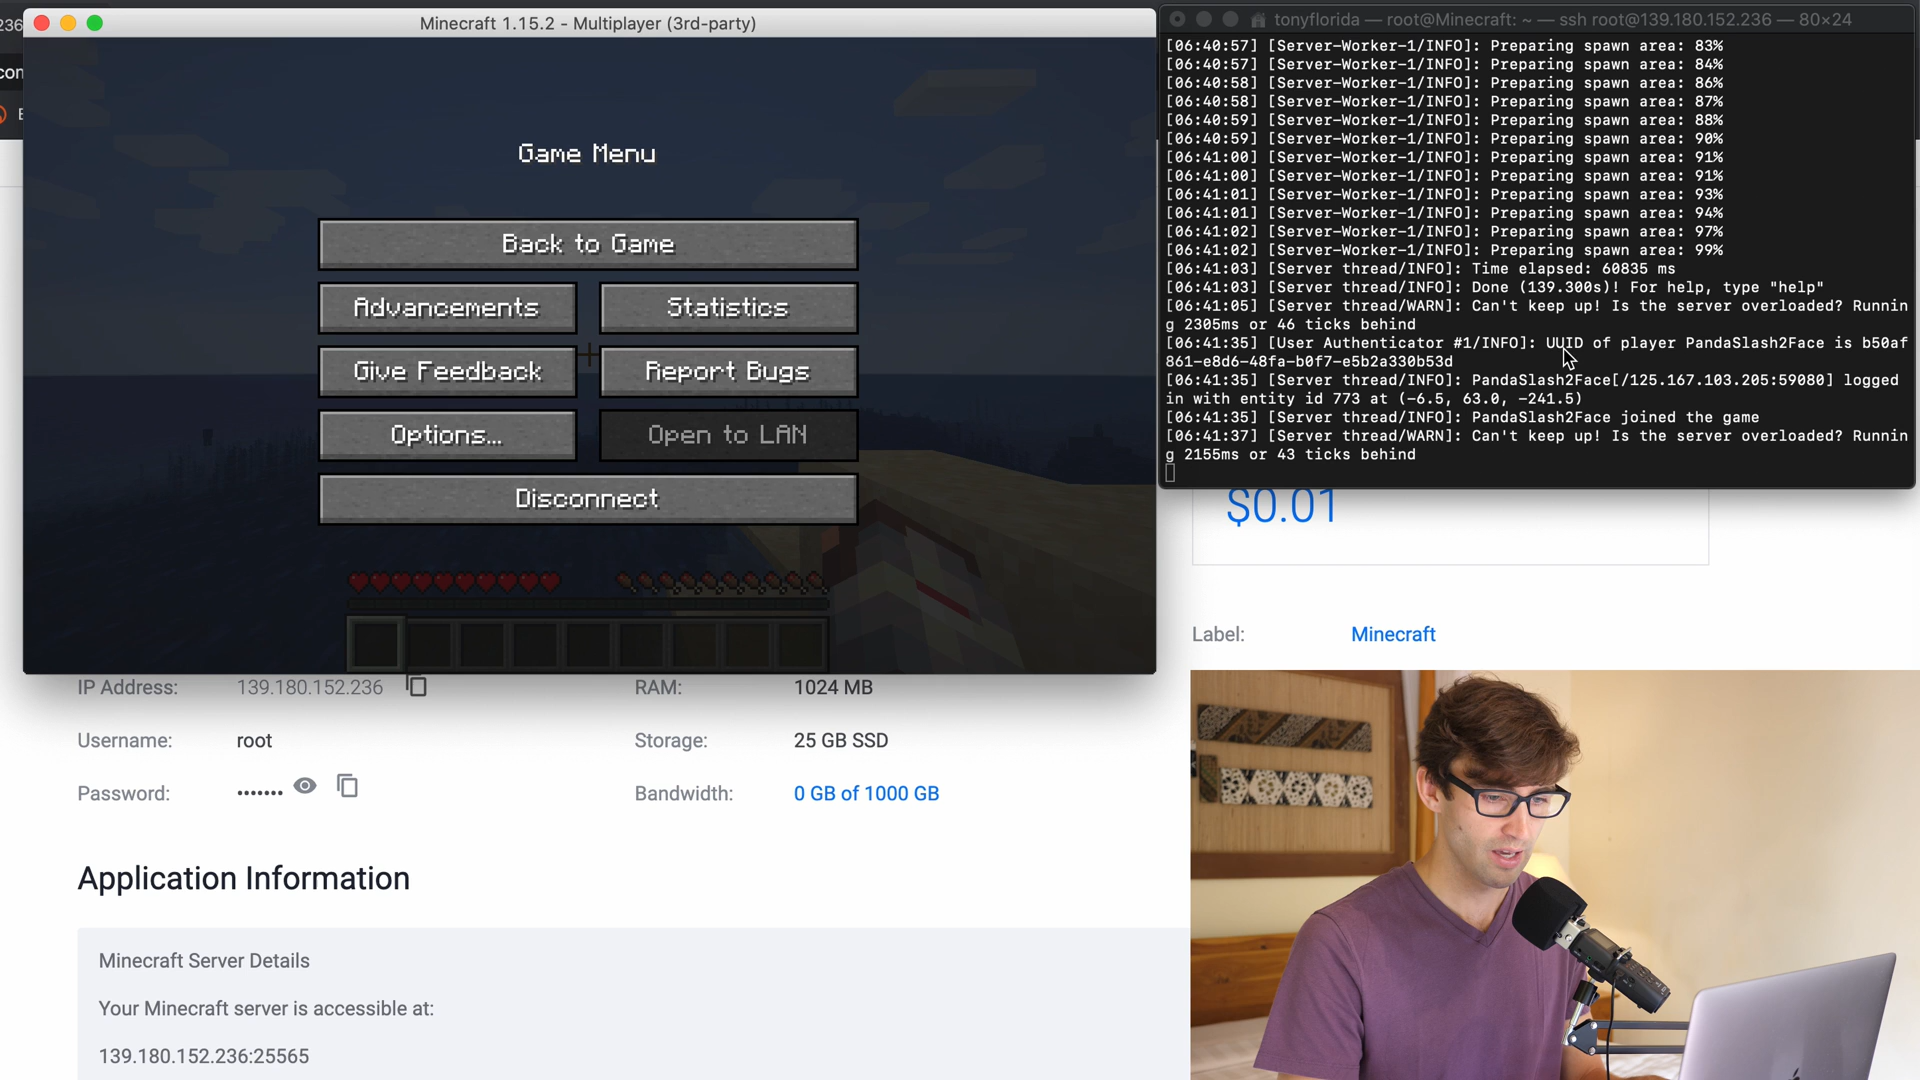 236
con
E
Minecraft 1.15.2 - Multiplayer (3rd-party)
Game Menu
Back to Game
Advancements
Statistics
Give Feedback
Report Bugs
Options...
Open to LAN
Disconnect
tonyflorida — root@Minecraft: ~ — ssh root@139.180.152.236 — 80×24
[06:40:57] [Server-Worker-1/INFO]: Preparing spawn area: 83%
[06:40:57] [Server-Worker-1/INFO]: Preparing spawn area: 84%
[06:40:58] [Server-Worker-1/INFO]: Preparing spawn area: 86%
[06:40:58] [Server-Worker-1/INFO]: Preparing spawn area: 87%
[06:40:59] [Server-Worker-1/INFO]: Preparing spawn area: 88%
[06:40:59] [Server-Worker-1/INFO]: Preparing spawn area: 90%
[06:41:00] [Server-Worker-1/INFO]: Preparing spawn area: 91%
[06:41:00] [Server-Worker-1/INFO]: Preparing spawn area: 91%
[06:41:01] [Server-Worker-1/INFO]: Preparing spawn area: 93%
[06:41:01] [Server-Worker-1/INFO]: Preparing spawn area: 94%
[06:41:02] [Server-Worker-1/INFO]: Preparing spawn area: 97%
[06:41:02] [Server-Worker-1/INFO]: Preparing spawn area: 99%
[06:41:03] [Server thread/INFO]: Time elapsed: 60835 ms
[06:41:03] [Server thread/INFO]: Done (139.300s)! For help, type "help"
[06:41:05] [Server thread/WARN]: Can't keep up! Is the server overloaded? Runnin
g 2305ms or 46 ticks behind
[06:41:35] [User Authenticator #1/INFO]: UUID of player PandaSlash2Face is b50af
861-e8d6-48fa-b0f7-e5b2a330b53d
[06:41:35] [Server thread/INFO]: PandaSlash2Face[/125.167.103.205:59080] logged
in with entity id 773 at (-6.5, 63.0, -241.5)
[06:41:35] [Server thread/INFO]: PandaSlash2Face joined the game
[06:41:37] [Server thread/WARN]: Can't keep up! Is the server overloaded? Runnin
g 2155ms or 43 ticks behind
$0.01
Label: Minecraft
IP Address: 139.180.152.236
RAM: 1024 MB
Username: root
Storage: 25 GB SSD
Password: •••••••
Bandwidth: 0 GB of 1000 GB
Application Information
Minecraft Server Details
Your Minecraft server is accessible at:
139.180.152.236:25565